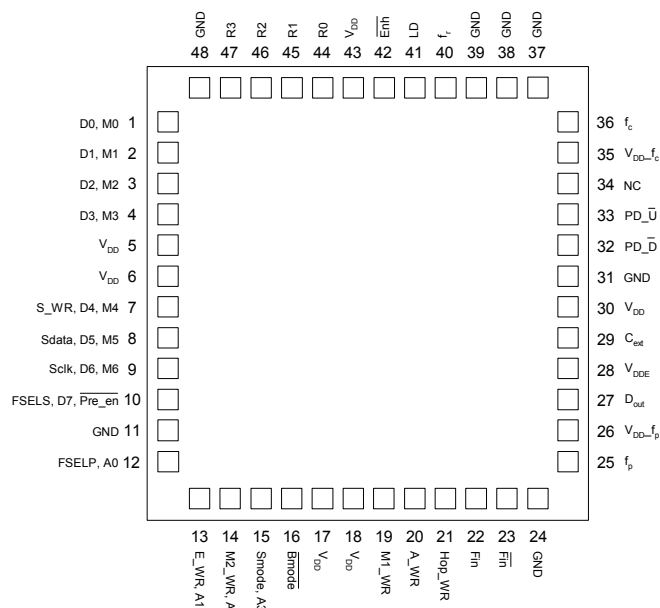 GND R3 R2 R1 R0 VDD E̅n̅h̅ LD fr GND GND GND
48 47 46 45 44 43 42 41 40 39 38 37
D0, M0 1
D1, M1 2
D2, M2 3
D3, M3 4
VDD 5
VDD 6
S_WR, D4, M4 7
Sdata, D5, M5 8
Sclk, D6, M6 9
FSELS, D7, P̅r̅e̅_̅e̅n̅ 10
GND 11
FSELP, A0 12
36 fc
35 VDD_fc
34 NC
33 PD_U̅
32 PD_D̅
31 GND
30 VDD
29 Cext
28 VDDE
27 Dout
26 VDD_fp
25 fp
13 14 15 16 17 18 19 20 21 22 23 24
E_WR, A1
M2_WR, A
Smode,
B̅m̅o̅d̅e̅
VDD
VDD
M1_WR
A_WR
Hop_WR
Fin
F̅i̅n̅
GND